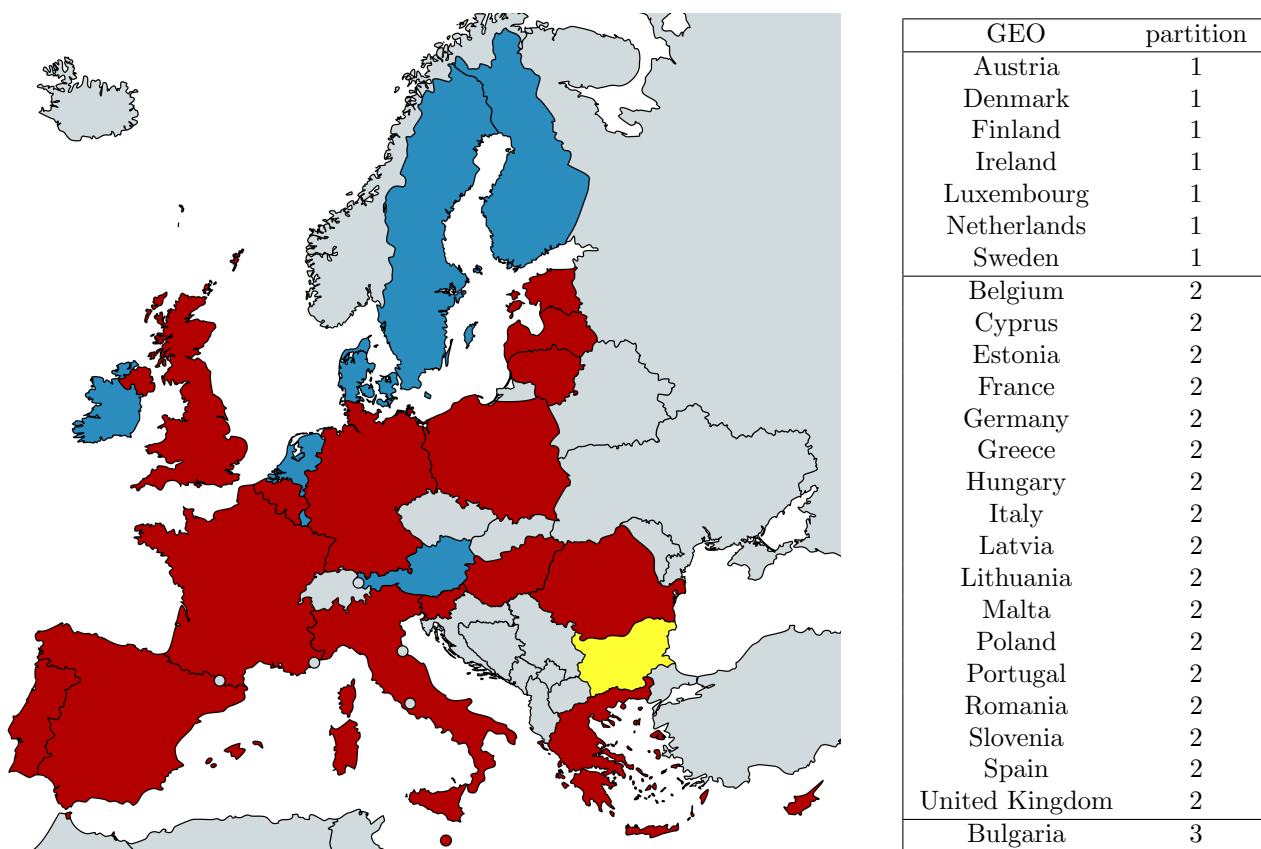 GEO partition
Austria 1
Denmark 1
Finland 1
Ireland 1
Luxembourg 1
Netherlands 1
Sweden 1
Belgium 2
Cyprus 2
Estonia 2
France 2
Germany 2
Greece 2
Hungary 2
Italy 2
Latvia 2
Lithuania 2
Malta 2
Poland 2
Portugal 2
Romania 2
Slovenia 2
Spain 2
United Kingdom 2
Bulgaria 3